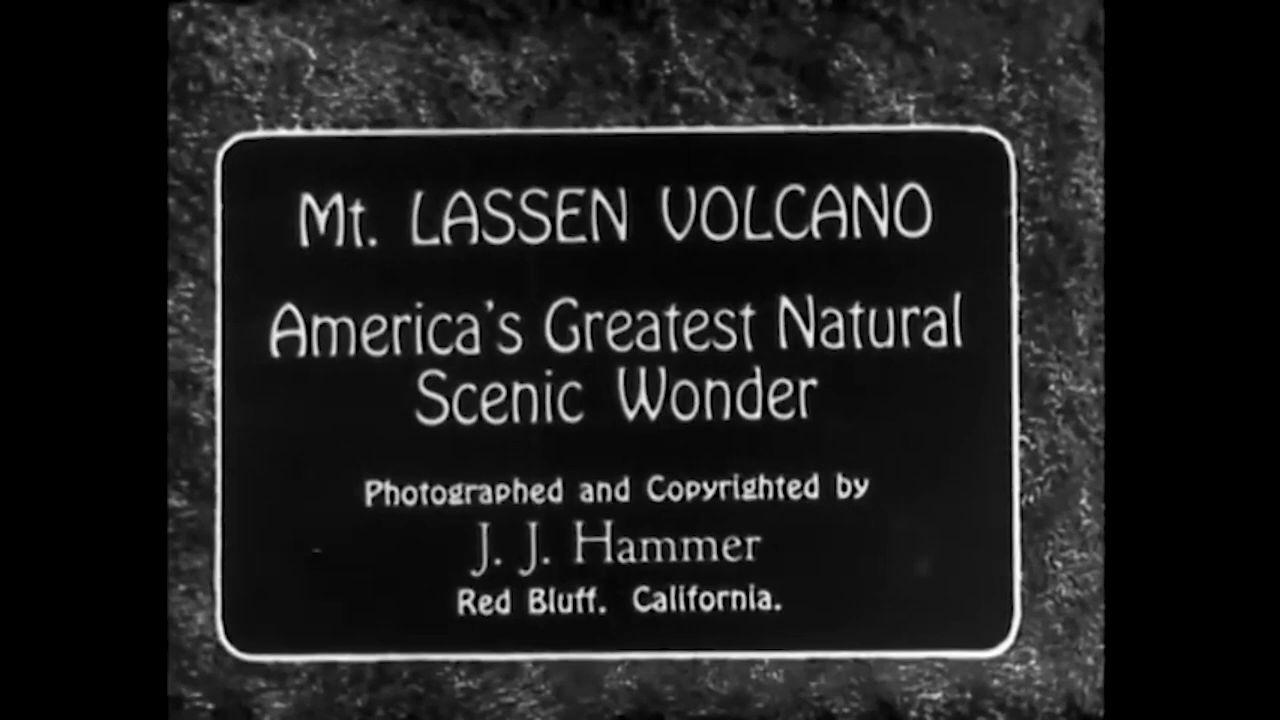 Mt. LASSEN VOLCANO
America's Greatest Natural
Scenic Wonder
Photographed and Copyrighted by
J. J. Hammer
Red Bluff. California.